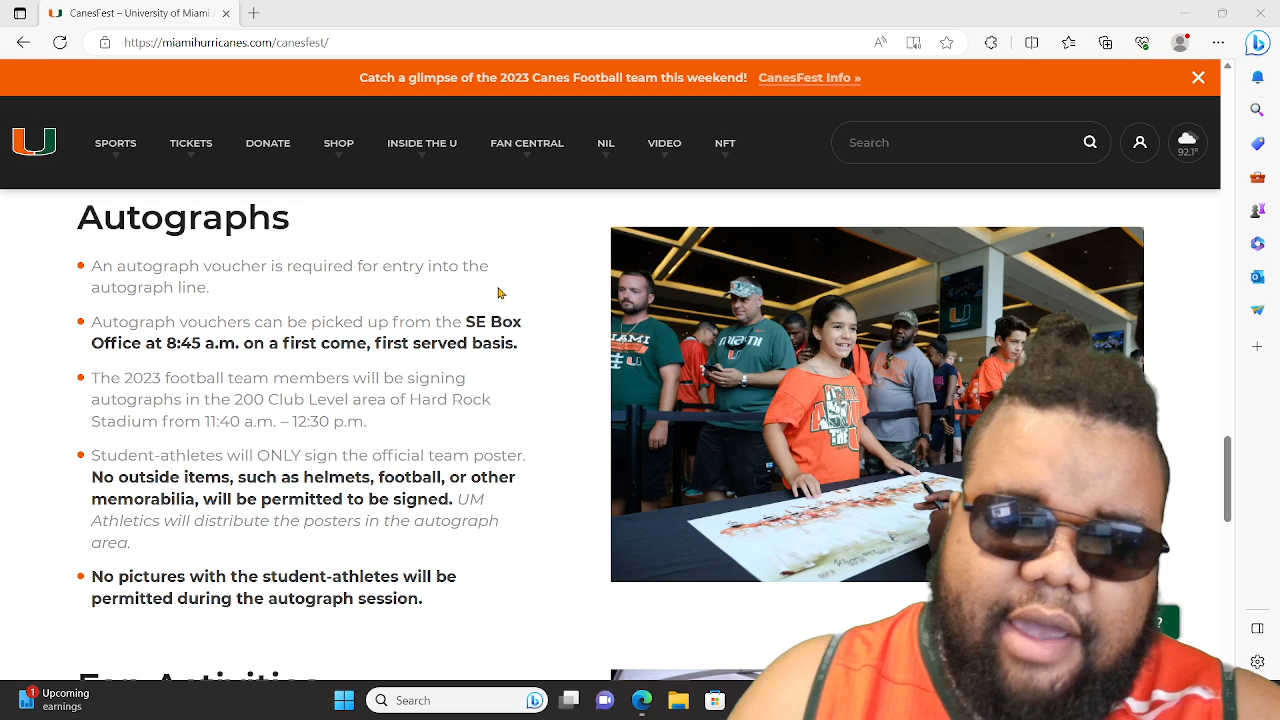 CanesFest – University of Miami
https://miamihurricanes.com/canesfest/
Catch a glimpse of the 2023 Canes Football team this weekend! CanesFest Info »
SPORTS TICKETS DONATE SHOP INSIDE THE U FAN CENTRAL NIL VIDEO NFT
Search
92.1°
Autographs
An autograph voucher is required for entry into the
autograph line.
Autograph vouchers can be picked up from the SE Box
Office at 8:45 a.m. on a first come, first served basis.
The 2023 football team members will be signing
autographs in the 200 Club Level area of Hard Rock
Stadium from 11:40 a.m. – 12:30 p.m.
Student-athletes will ONLY sign the official team poster.
No outside items, such as helmets, football, or other
memorabilia, will be permitted to be signed. UM
Athletics will distribute the posters in the autograph
area.
No pictures with the student-athletes will be
permitted during the autograph session.
MIAMI
miami
?
Fan Activities
1
Upcoming
earnings
Search